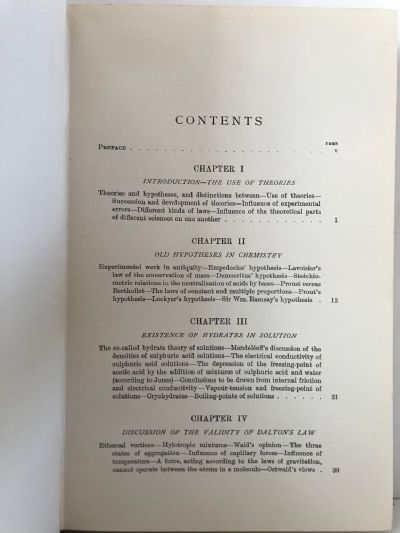 CONTENTS
PAGE
PREFACE . . . . . . . . . . . . . . . . . . v
CHAPTER I
INTRODUCTION—THE USE OF THEORIES
Theories and hypotheses, and distinctions between—Use of theories—
Succession and development of theories—Influence of experimental
errors—Different kinds of laws—Influence of the theoretical parts
of different sciences on one another . . . . . . . . . . . 1
CHAPTER II
OLD HYPOTHESES IN CHEMISTRY
Experimental work in antiquity—Empedocles' hypothesis—Lavoisier's
law of the conservation of mass—Democritus' hypothesis—Stoichio-
metric relations in the neutralization of acids by bases—Proust versus
Berthollet—The laws of constant and multiple proportions—Prout's
hypothesis—Lockyer's hypothesis—Sir Wm. Ramsay's hypothesis . 12
CHAPTER III
EXISTENCE OF HYDRATES IN SOLUTION
The so-called hydrate theory of solutions—Mendeléeff's discussion of the
densities of sulphuric acid solutions—The electrical conductivity of
sulphuric acid solutions—The depression of the freezing-point of
acetic acid by the addition of mixtures of sulphuric acid and water
(according to Jones)—Conclusions to be drawn from internal friction
and electrical conductivity—Vapour-tension and freezing-point of
solutions—Cryohydrates—Boiling-points of solutions . . . . . . 21
CHAPTER IV
DISCUSSION OF THE VALIDITY OF DALTON'S LAW
Ethereal vortices—Hylotropic mixtures—Wald's opinion—The three
states of aggregation—Influence of capillary forces—Influence of
temperature—A force, acting according to the laws of gravitation,
cannot operate between the atoms in a molecule—Ostwald's views . 30